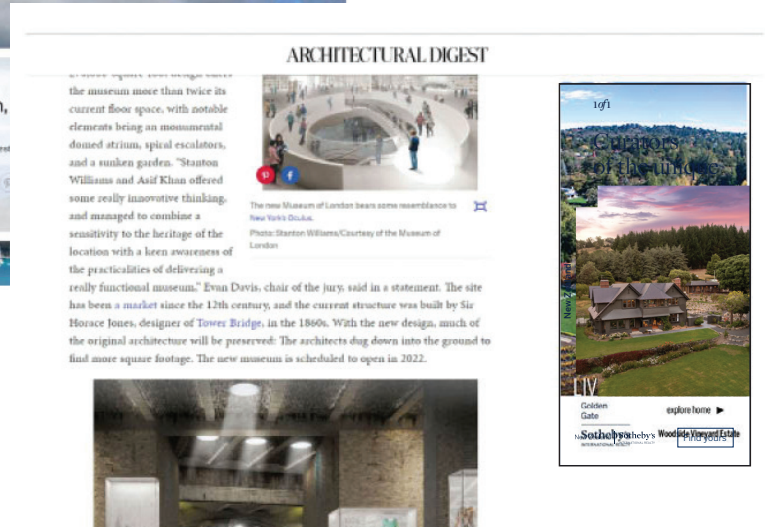 ARCHITECTURAL DIGEST
the museum more than twice its
current floor space, with notable
elements being an monumental
domed atrium, spiral escalators,
and a sunken garden. "Stanton
Williams and Asif Khan offered
some really innovative thinking,
and managed to combine a
sensitivity to the heritage of the
location with a keen awareness of
the practicalities of delivering a
really functional museum," Evan Davis, chair of the jury, said in a statement. The site
has been a market since the 12th century, and the current structure was built by Sir
Horace Jones, designer of Tower Bridge, in the 1860s. With the new design, much of
the original architecture will be preserved: The architects dug down into the ground to
find more square footage. The new museum is scheduled to open in 2022.
The new Museum of London bears some resemblance to
New York's Oculus.
Photo: Stanton Williams/Courtesy of the Museum of
London
1of1
Curators
of the unique
LIV
Golden
Gate
explore home
Sotheby's
INTERNATIONAL REALTY
Woodside Vineyard Estate
Find yours